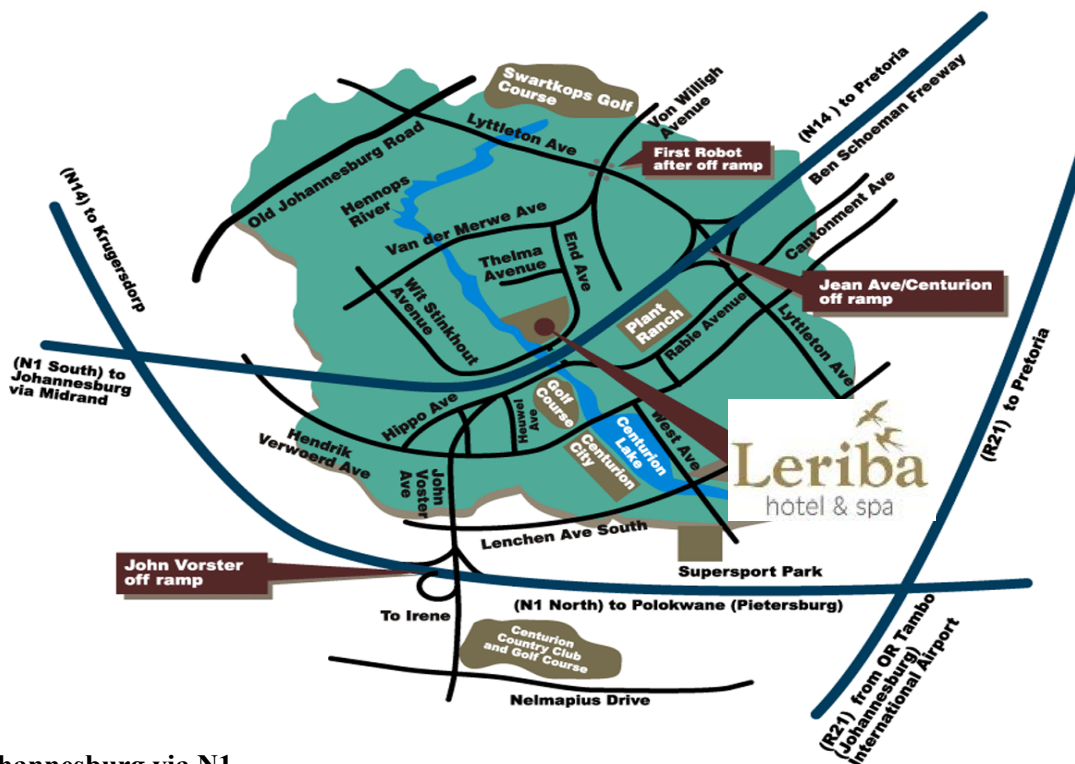 Swartkops Golf
Course
Von Willigh
Avenue
(N14 ) to Pretoria
Ben Schoeman Freeway
Lyttleton Ave
First Robot
after off ramp
Old Johannesburg Road
Hennops
River
(N14) to Krugersdorp
Van der Merwe Ave
End Ave
Cantonment Ave
Thelma
Avenue
Jean Ave/Centurion
off ramp
Wit Stinkhout
Avenue
Plant
Ranch
Rabie Avenue
Lyttleton Ave
(R21) to Pretoria
(N1 South) to
Johannesburg
via Midrand
Hippo Ave
Heuwel
Ave
Golf
Course
Hendrik
Verwoerd Ave
Centurion
Lake
West Ave
Centurion
City
Leriba
hotel & spa
John
Voster
Ave
Lenchen Ave South
John Vorster
off ramp
Supersport Park
To Irene
(N1 North) to Polokwane (Pietersburg)
Centurion
Country Club
and Golf Course
Nelmapius Drive
(R21) from OR Tambo
(Johannesburg)
International Airport
hannesburg via N1